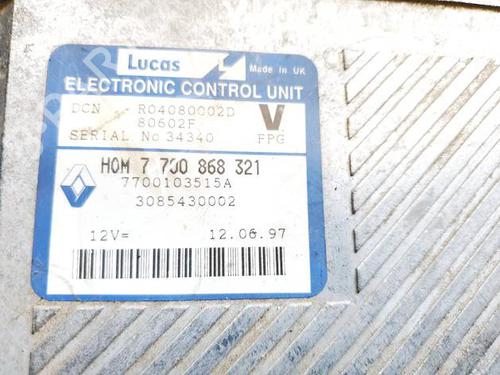 Lucas
Made in UK
ELECTRONIC CONTROL UNIT
DCN R04080002D V
80602F
SERIAL No 34340 FPG
HOM 7 700 868 321
7700103515A
3085430002
12V= 12.06.97